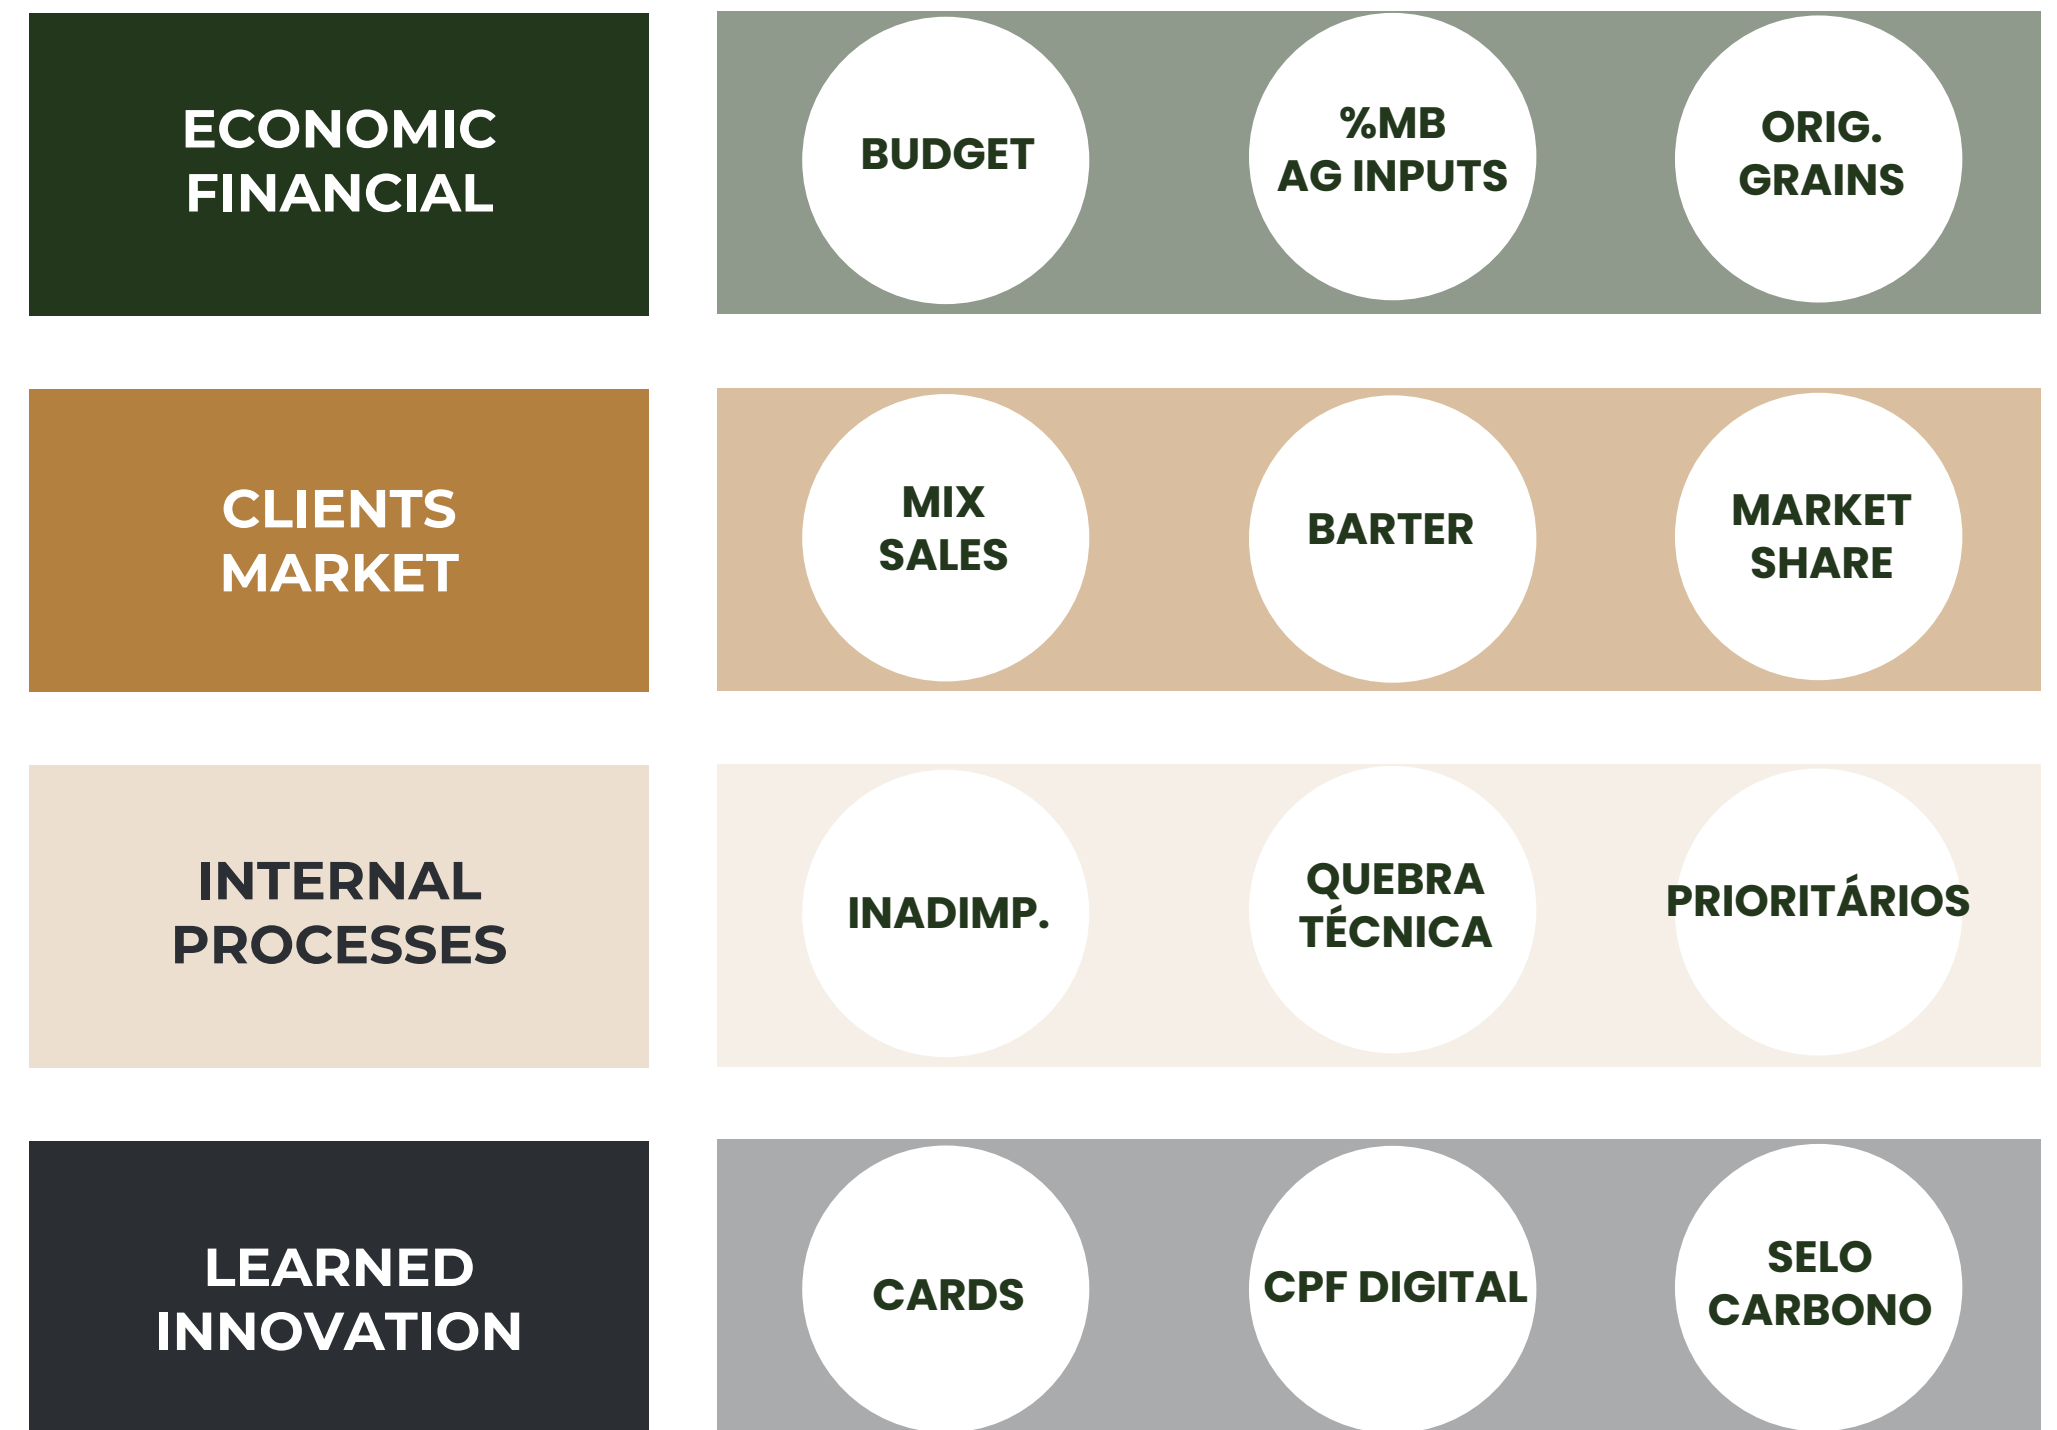 ECONOMIC
FINANCIAL
BUDGET
%MB
AG INPUTS
ORIG.
GRAINS
CLIENTS
MARKET
MIX
SALES
BARTER
MARKET
SHARE
INTERNAL
PROCESSES
INADIMP.
QUEBRA
TÉCNICA
PRIORITÁRIOS
LEARNED
INNOVATION
CARDS
CPF DIGITAL
SELO
CARBONO